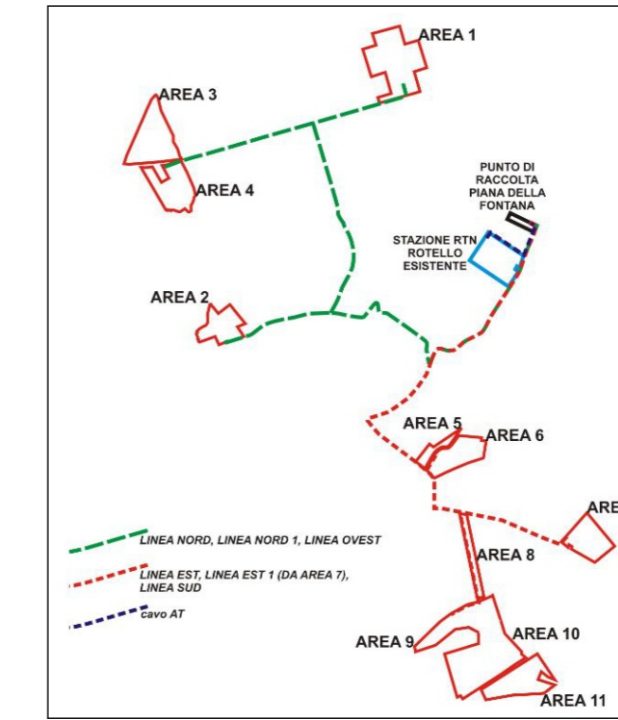 AREA 1
AREA 3
AREA 4
PUNTO DI
RACCOLTA
PIANA DELLA
FONTANA
STAZIONE RTN
ROTELLO
ESISTENTE
AREA 2
AREA 5
AREA 6
ARE
LINEA NORD, LINEA NORD 1, LINEA OVEST
AREA 8
LINEA EST, LINEA EST 1 (DA AREA 7),
LINEA SUD
cavo AT
AREA 9
AREA 10
AREA 11